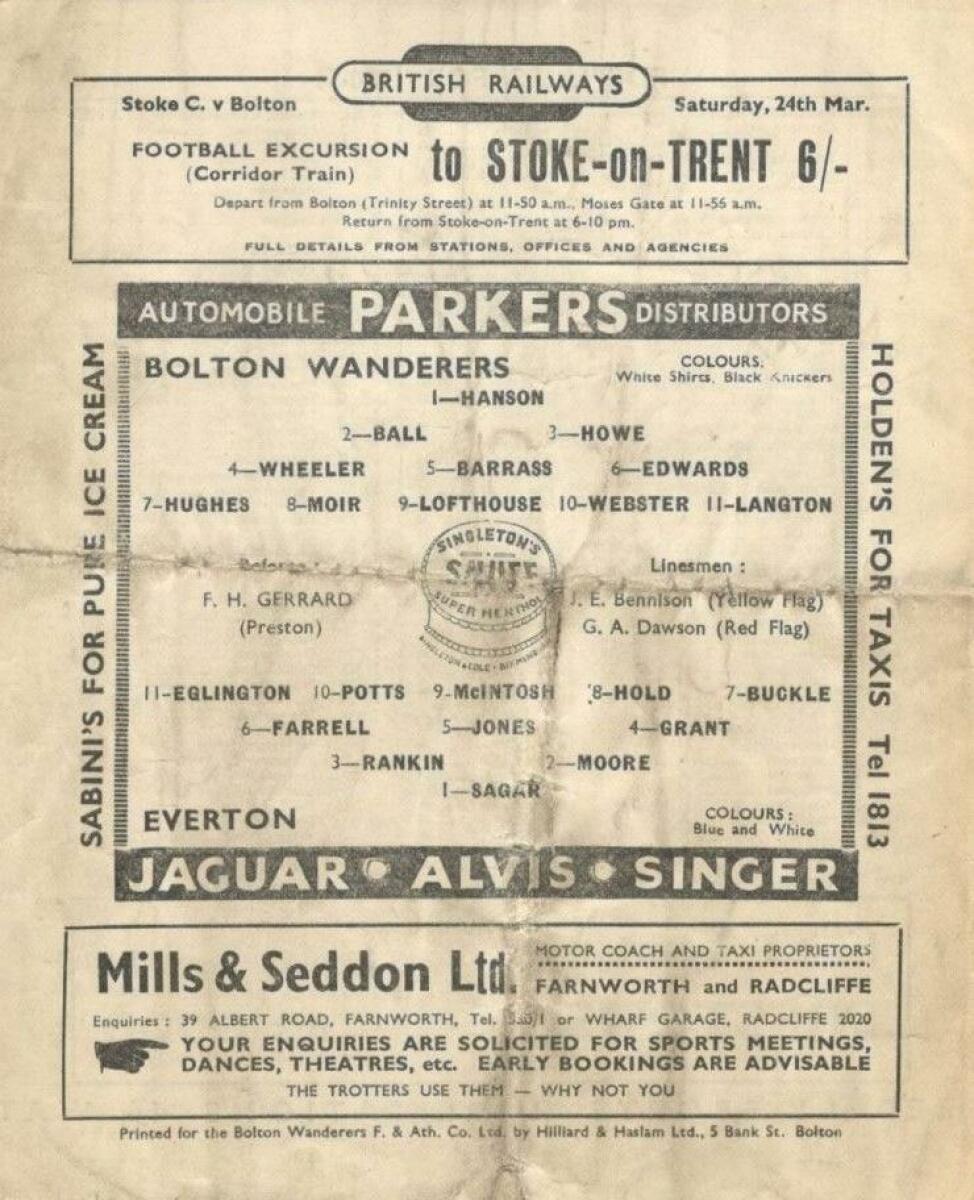 BRITISH RAILWAYS
Stoke C. v Bolton Saturday, 24th Mar.
FOOTBALL EXCURSION to STOKE-on-TRENT 6/-
(Corridor Train)
Depart from Bolton (Trinity Street) at 11-50 a.m., Moses Gate at 11-56 a.m.
Return from Stoke-on-Trent at 6-10 pm.
FULL DETAILS FROM STATIONS, OFFICES AND AGENCIES
AUTOMOBILE PARKERS DISTRIBUTORS
SABINI'S FOR PURE ICE CREAM
BOLTON WANDERERS COLOURS.
White Shirts, Black Knickers
1—HANSON
2—BALL 3—HOWE
4—WHEELER 5—BARRASS 6—EDWARDS
7-HUGHES 8-MOIR 9-LOFTHOUSE 10-WEBSTER 11-LANGTON
SINGLETON'S
SUPER MENTHOL
Referee : Linesmen :
F. H. GERRARD J. E. Bennison (Yellow Flag)
(Preston) G. A. Dawson (Red Flag)
11-EGLINGTON 10-POTTS 9-McINTOSH 8-HOLD 7-BUCKLE
6—FARRELL 5—JONES 4—GRANT
3—RANKIN 2—MOORE
1—SAGAR
EVERTON COLOURS :
Blue and White
HOLDEN'S FOR TAXIS Tel 1813
JAGUAR • ALVIS • SINGER
Mills & Seddon Ltd. MOTOR COACH AND TAXI PROPRIETORS
FARNWORTH and RADCLIFFE
Enquiries : 39 ALBERT ROAD, FARNWORTH, Tel. or WHARF GARAGE, RADCLIFFE 2020
YOUR ENQUIRIES ARE SOLICITED FOR SPORTS MEETINGS,
DANCES, THEATRES, etc. EARLY BOOKINGS ARE ADVISABLE
THE TROTTERS USE THEM — WHY NOT YOU
Printed for the Bolton Wanderers F. & Ath. Co. Ltd. by Hilliard & Haslam Ltd., 5 Bank St. Bolton